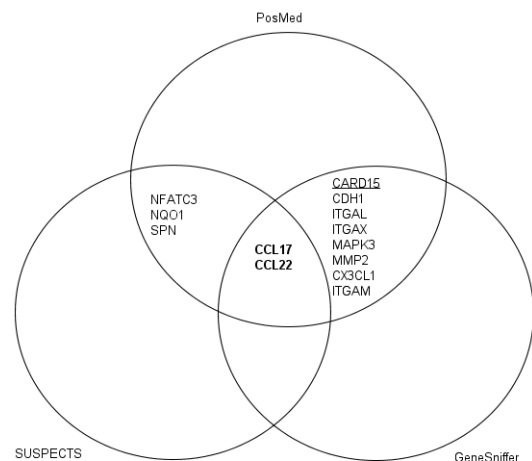 PosMed
NFATC3
NQO1
SPN
CARD15
CDH1
ITGAL
ITGAX
MAPK3
MMP2
CX3CL1
ITGAM
CCL17
CCL22
SUSPECTS
GeneSniffer